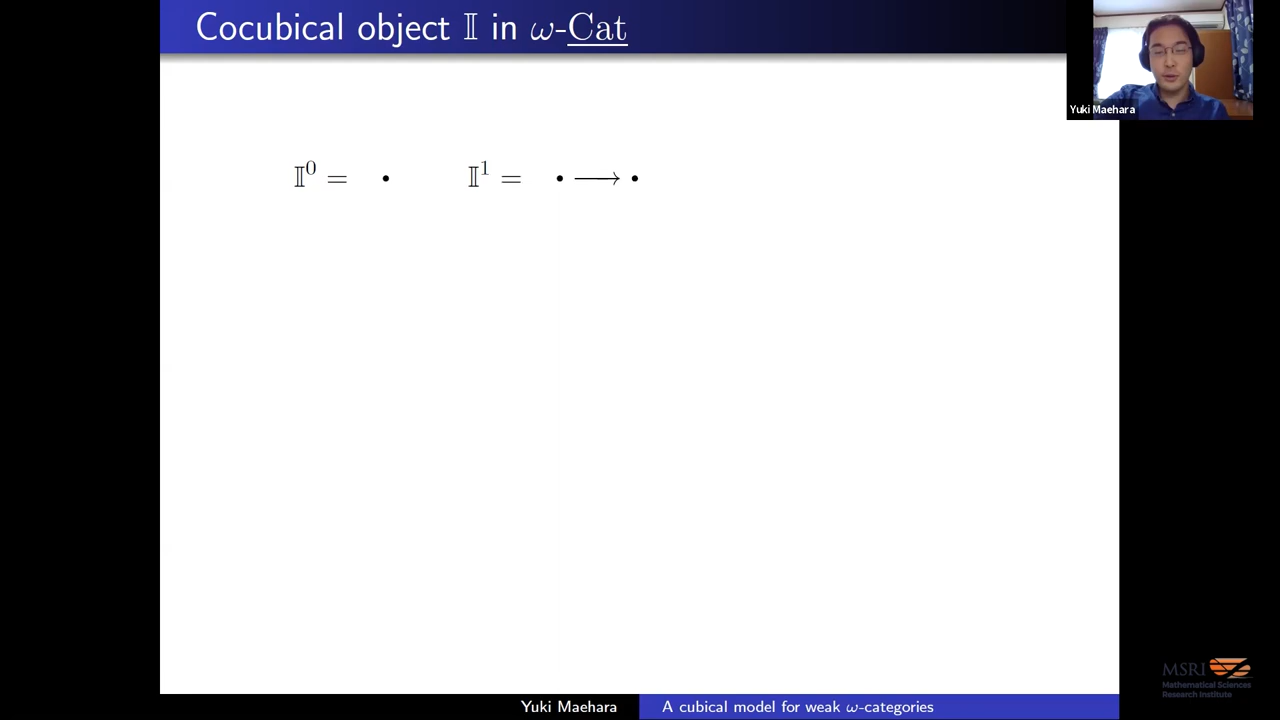 Cocubical object 𝕀 in ω-Cat
Yuki Maehara
𝕀⁰ = • 𝕀¹ = • ⟶ •
MSRI
Mathematical Sciences
Research Institute
Yuki Maehara A cubical model for weak ω-categories